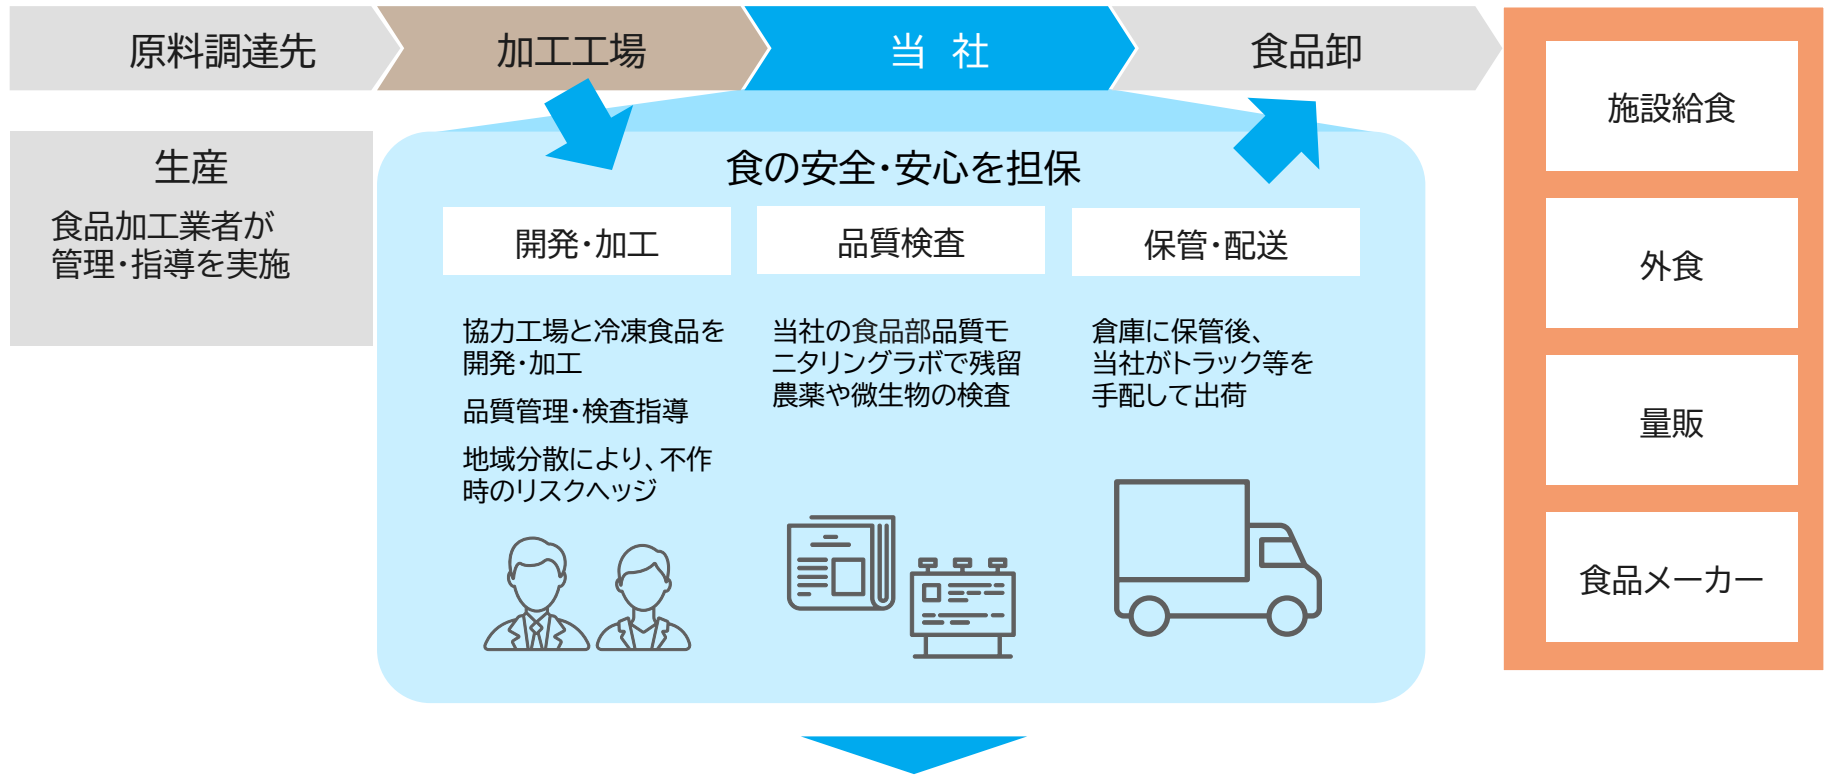 原料調達先
加工工場
当 社
食品卸
生産
食品加工業者が
管理・指導を実施
食の安全・安心を担保
開発・加工
協力工場と冷凍食品を
開発・加工
品質管理・検査指導
地域分散により、不作
時のリスクヘッジ
品質検査
当社の食品部品質モ
ニタリングラボで残留
農薬や微生物の検査
保管・配送
倉庫に保管後、
当社がトラック等を
手配して出荷
施設給食
外食
量販
食品メーカー